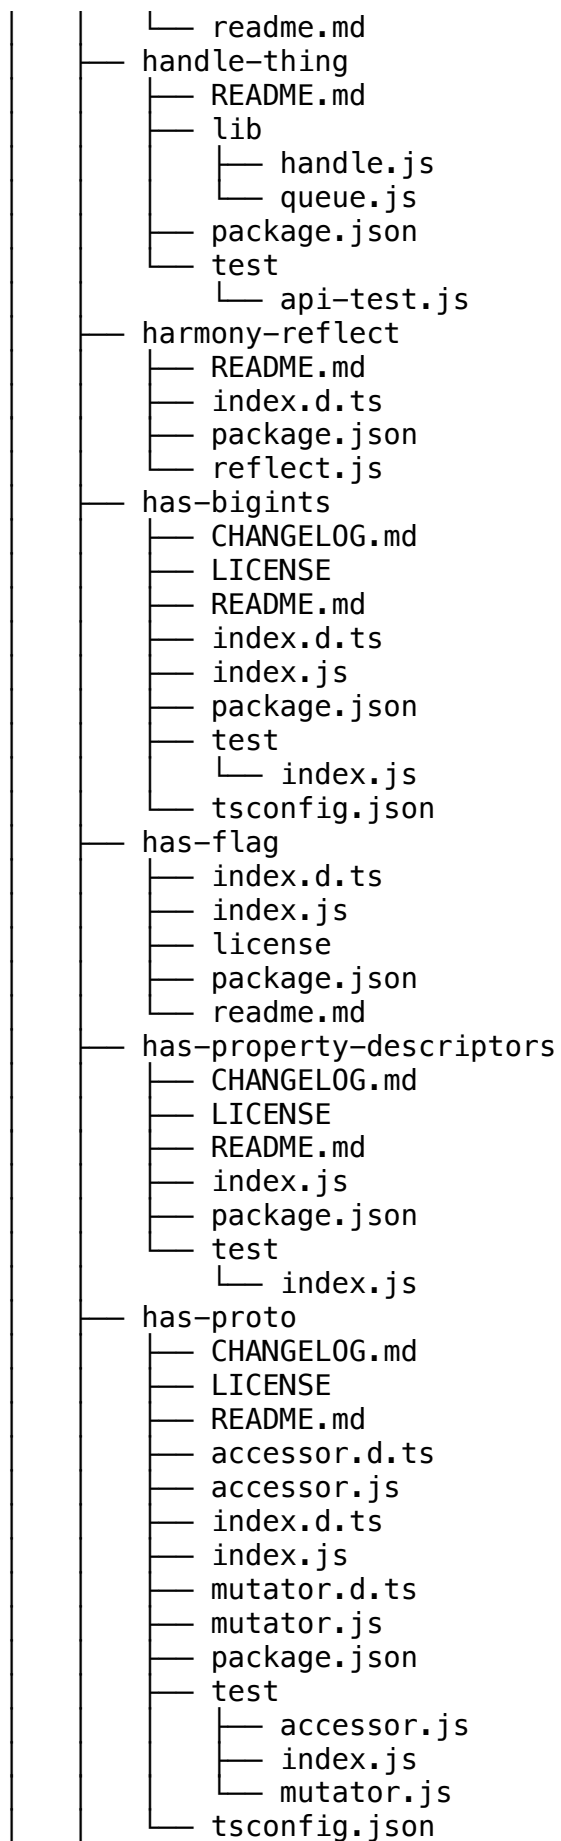 │   │   └── readme.md
│   ├── handle-thing
│   │   ├── README.md
│   │   ├── lib
│   │   │   ├── handle.js
│   │   │   └── queue.js
│   │   ├── package.json
│   │   └── test
│   │       └── api-test.js
│   ├── harmony-reflect
│   │   ├── README.md
│   │   ├── index.d.ts
│   │   ├── package.json
│   │   └── reflect.js
│   ├── has-bigints
│   │   ├── CHANGELOG.md
│   │   ├── LICENSE
│   │   ├── README.md
│   │   ├── index.d.ts
│   │   ├── index.js
│   │   ├── package.json
│   │   ├── test
│   │   │   └── index.js
│   │   └── tsconfig.json
│   ├── has-flag
│   │   ├── index.d.ts
│   │   ├── index.js
│   │   ├── license
│   │   ├── package.json
│   │   └── readme.md
│   ├── has-property-descriptors
│   │   ├── CHANGELOG.md
│   │   ├── LICENSE
│   │   ├── README.md
│   │   ├── index.js
│   │   ├── package.json
│   │   └── test
│   │       └── index.js
│   ├── has-proto
│   │   ├── CHANGELOG.md
│   │   ├── LICENSE
│   │   ├── README.md
│   │   ├── accessor.d.ts
│   │   ├── accessor.js
│   │   ├── index.d.ts
│   │   ├── index.js
│   │   ├── mutator.d.ts
│   │   ├── mutator.js
│   │   ├── package.json
│   │   ├── test
│   │   │   ├── accessor.js
│   │   │   ├── index.js
│   │   │   └── mutator.js
│   │   └── tsconfig.json